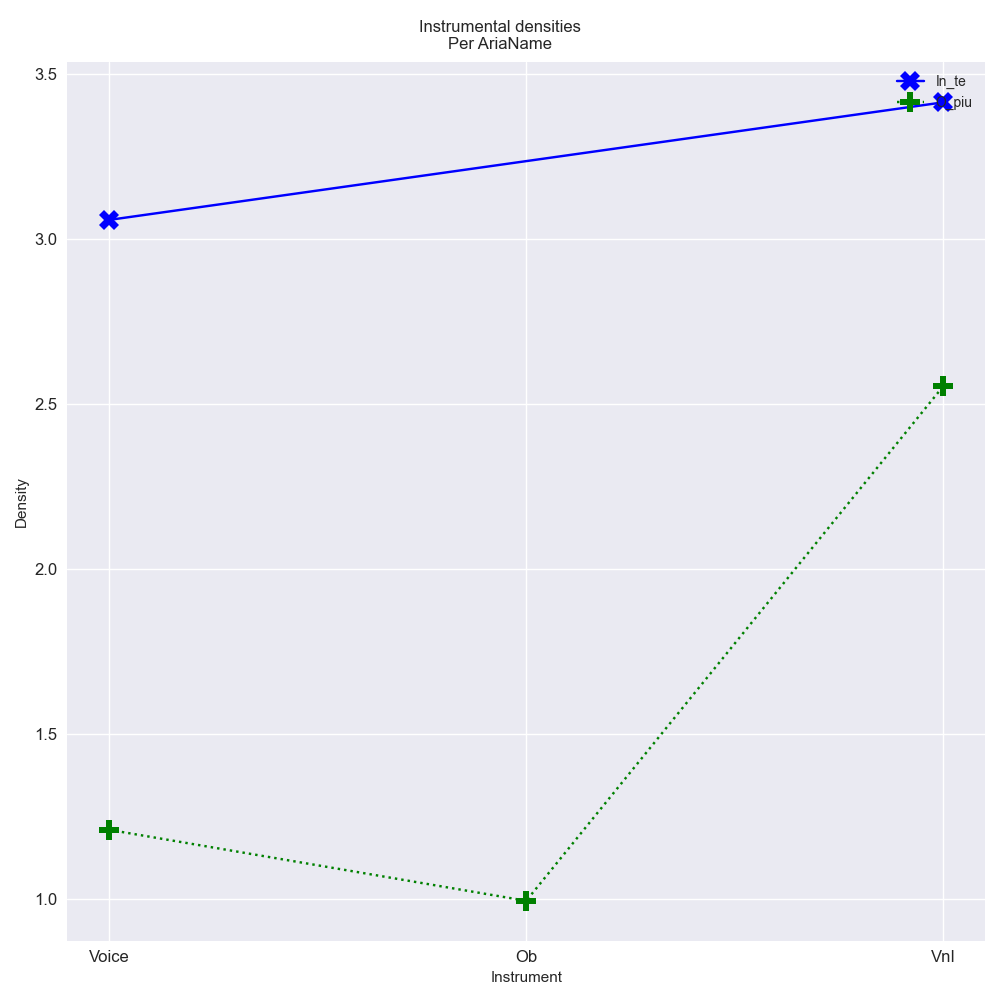 Instrumental densities
Per AriaName
3.5
3.0
2.5
2.0
1.5
1.0
Density
In_te
piu
Voice
Ob
VnI
Instrument